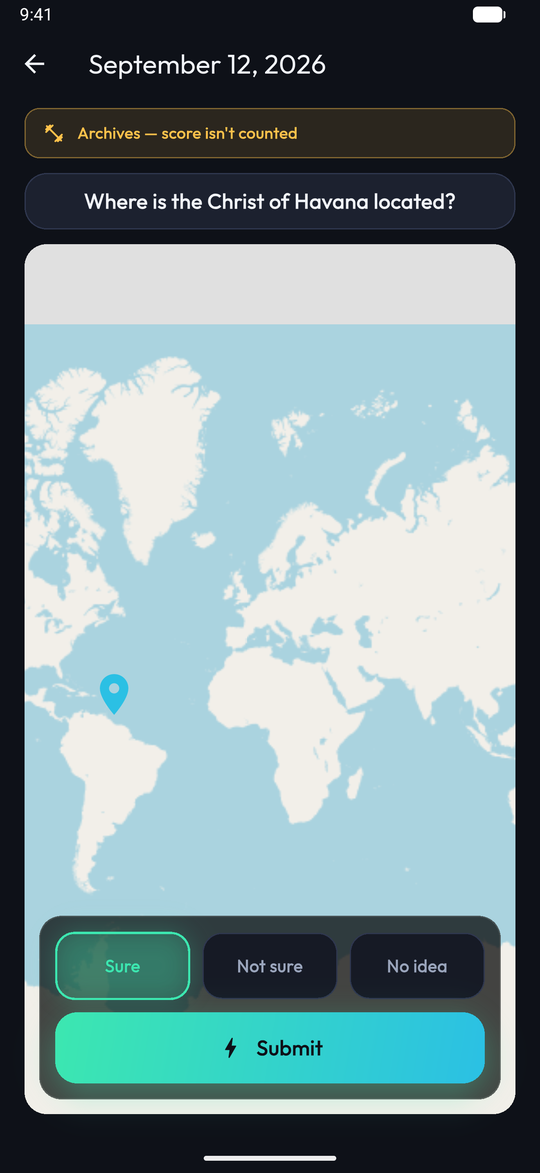 9:41
September 12, 2026
Archives — score isn't counted
Where is the Christ of Havana located?
Sure
Not sure
No idea
Submit